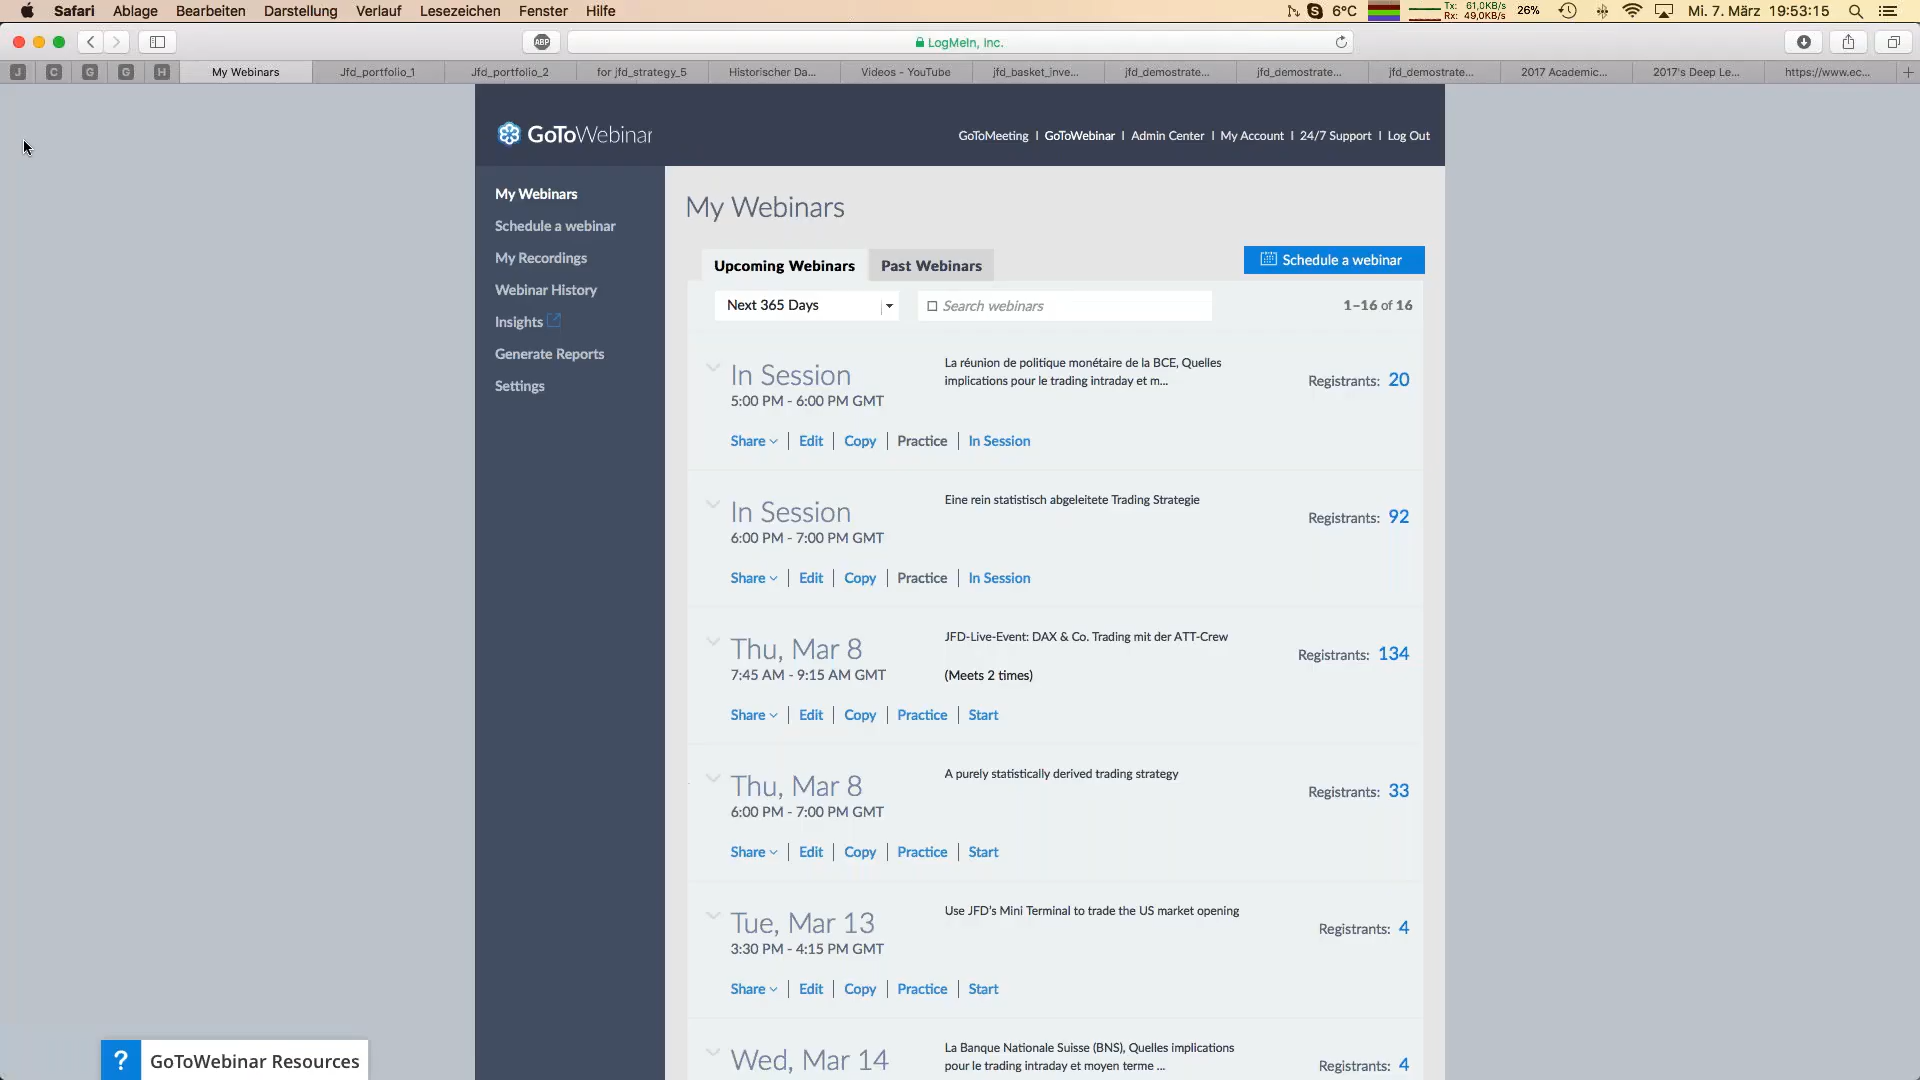 Safari Ablage Bearbeiten Darstellung Verlauf Lesezeichen Fenster Hilfe
6°C Tx: 61,0KB/s Rx: 49,0KB/s 26% Mi. 7. März 19:53:15
ABP LogMeIn, Inc.
J C G G H My Webinars Jfd_portfolio_1 Jfd_portfolio_2 for jfd_strategy_5 Historischer Da... Videos - YouTube jfd_basket_inve... jfd_demostrate... jfd_demostrate... jfd_demostrate... 2017 Academic... 2017's Deep Le... https://www.ec...
GoToWebinar
GoToMeeting | GoToWebinar | Admin Center | My Account | 24/7 Support | Log Out
My Webinars
Schedule a webinar
My Recordings
Webinar History
Insights
Generate Reports
Settings
My Webinars
Upcoming Webinars Past Webinars Schedule a webinar
Next 365 Days Search webinars 1–16 of 16
In Session
5:00 PM - 6:00 PM GMT
La réunion de politique monétaire de la BCE, Quelles
implications pour le trading intraday et m...
Registrants: 20
Share | Edit | Copy | Practice | In Session
In Session
6:00 PM - 7:00 PM GMT
Eine rein statistisch abgeleitete Trading Strategie
Registrants: 92
Share | Edit | Copy | Practice | In Session
Thu, Mar 8
7:45 AM - 9:15 AM GMT
JFD-Live-Event: DAX & Co. Trading mit der ATT-Crew
(Meets 2 times)
Registrants: 134
Share | Edit | Copy | Practice | Start
Thu, Mar 8
6:00 PM - 7:00 PM GMT
A purely statistically derived trading strategy
Registrants: 33
Share | Edit | Copy | Practice | Start
Tue, Mar 13
3:30 PM - 4:15 PM GMT
Use JFD's Mini Terminal to trade the US market opening
Registrants: 4
Share | Edit | Copy | Practice | Start
Wed, Mar 14
La Banque Nationale Suisse (BNS), Quelles implications
pour le trading intraday et moyen terme ...
Registrants: 4
? GoToWebinar Resources